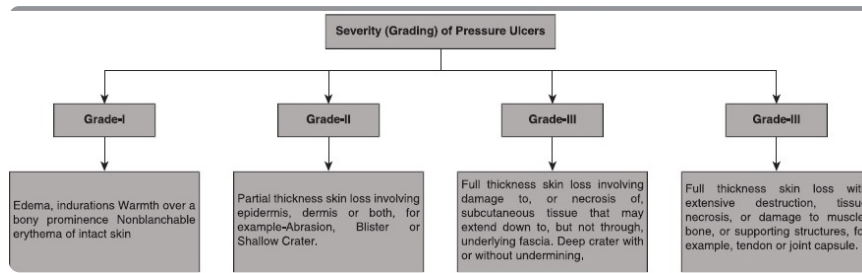 Severity (Grading) of Pressure Ulcers
Grade-I
Grade-II
Grade-III
Grade-III
Edema, indurations Warmth over a
bony prominence Nonblanchable
erythema of intact skin
Partial thickness skin loss involving
epidermis, dermis or both, for
example-Abrasion, Blister or
Shallow Crater.
Full thickness skin loss involving
damage to, or necrosis of,
subcutaneous tissue that may
extend down to, but not through,
underlying fascia. Deep crater with
or without undermining,
Full thickness skin loss with
extensive destruction, tissue
necrosis, or damage to muscle,
bone, or supporting structures, for
example, tendon or joint capsule.